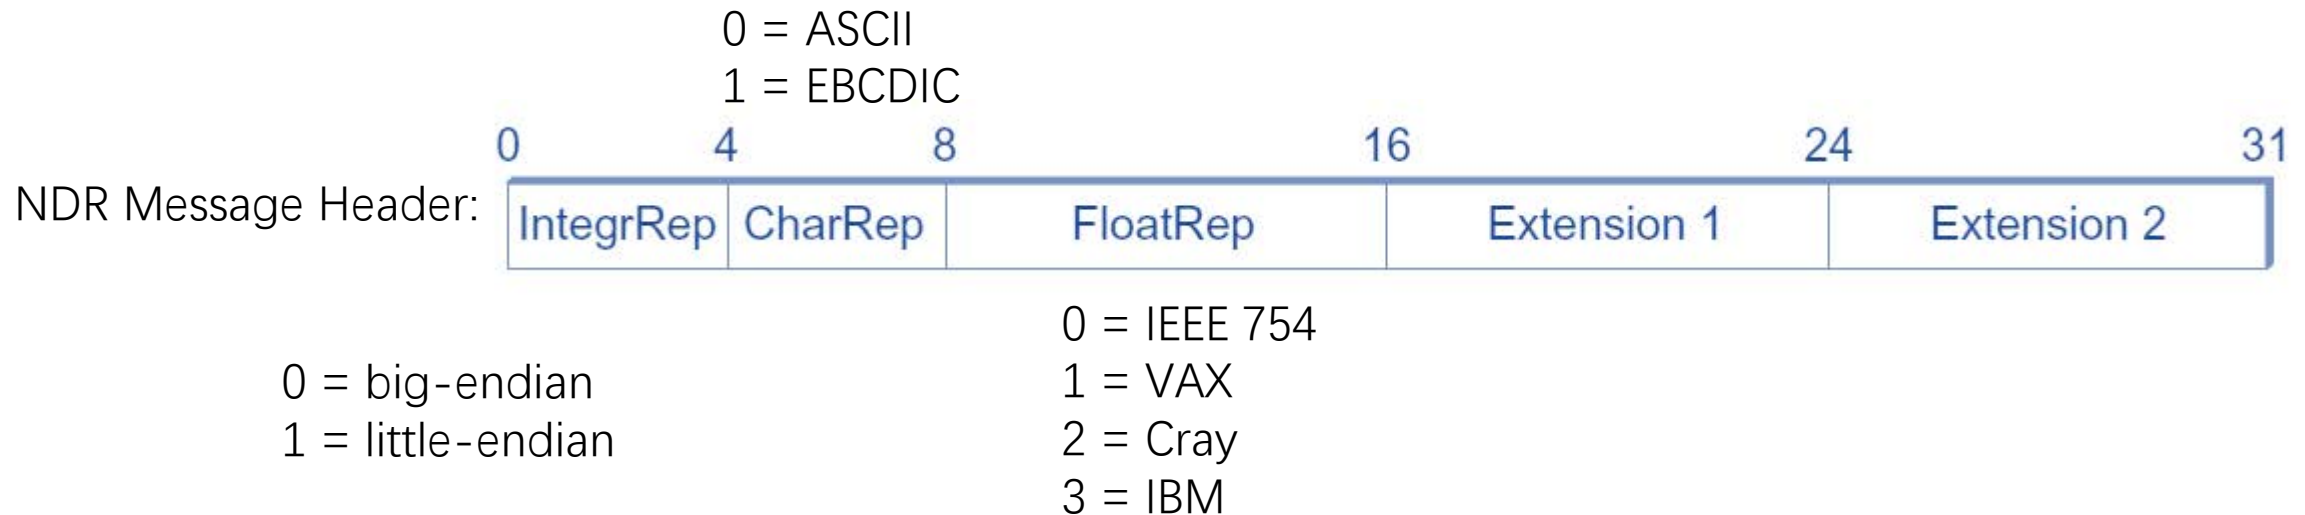 0 = ASCII
1 = EBCDIC
0 4 8 16 24 31
NDR Message Header: IntegrRep CharRep FloatRep Extension 1 Extension 2
0 = big-endian
1 = little-endian
0 = IEEE 754
1 = VAX
2 = Cray
3 = IBM